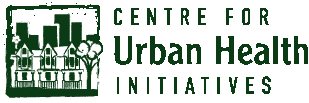 CENTRE FOR
Urban Health
INITIATIVES